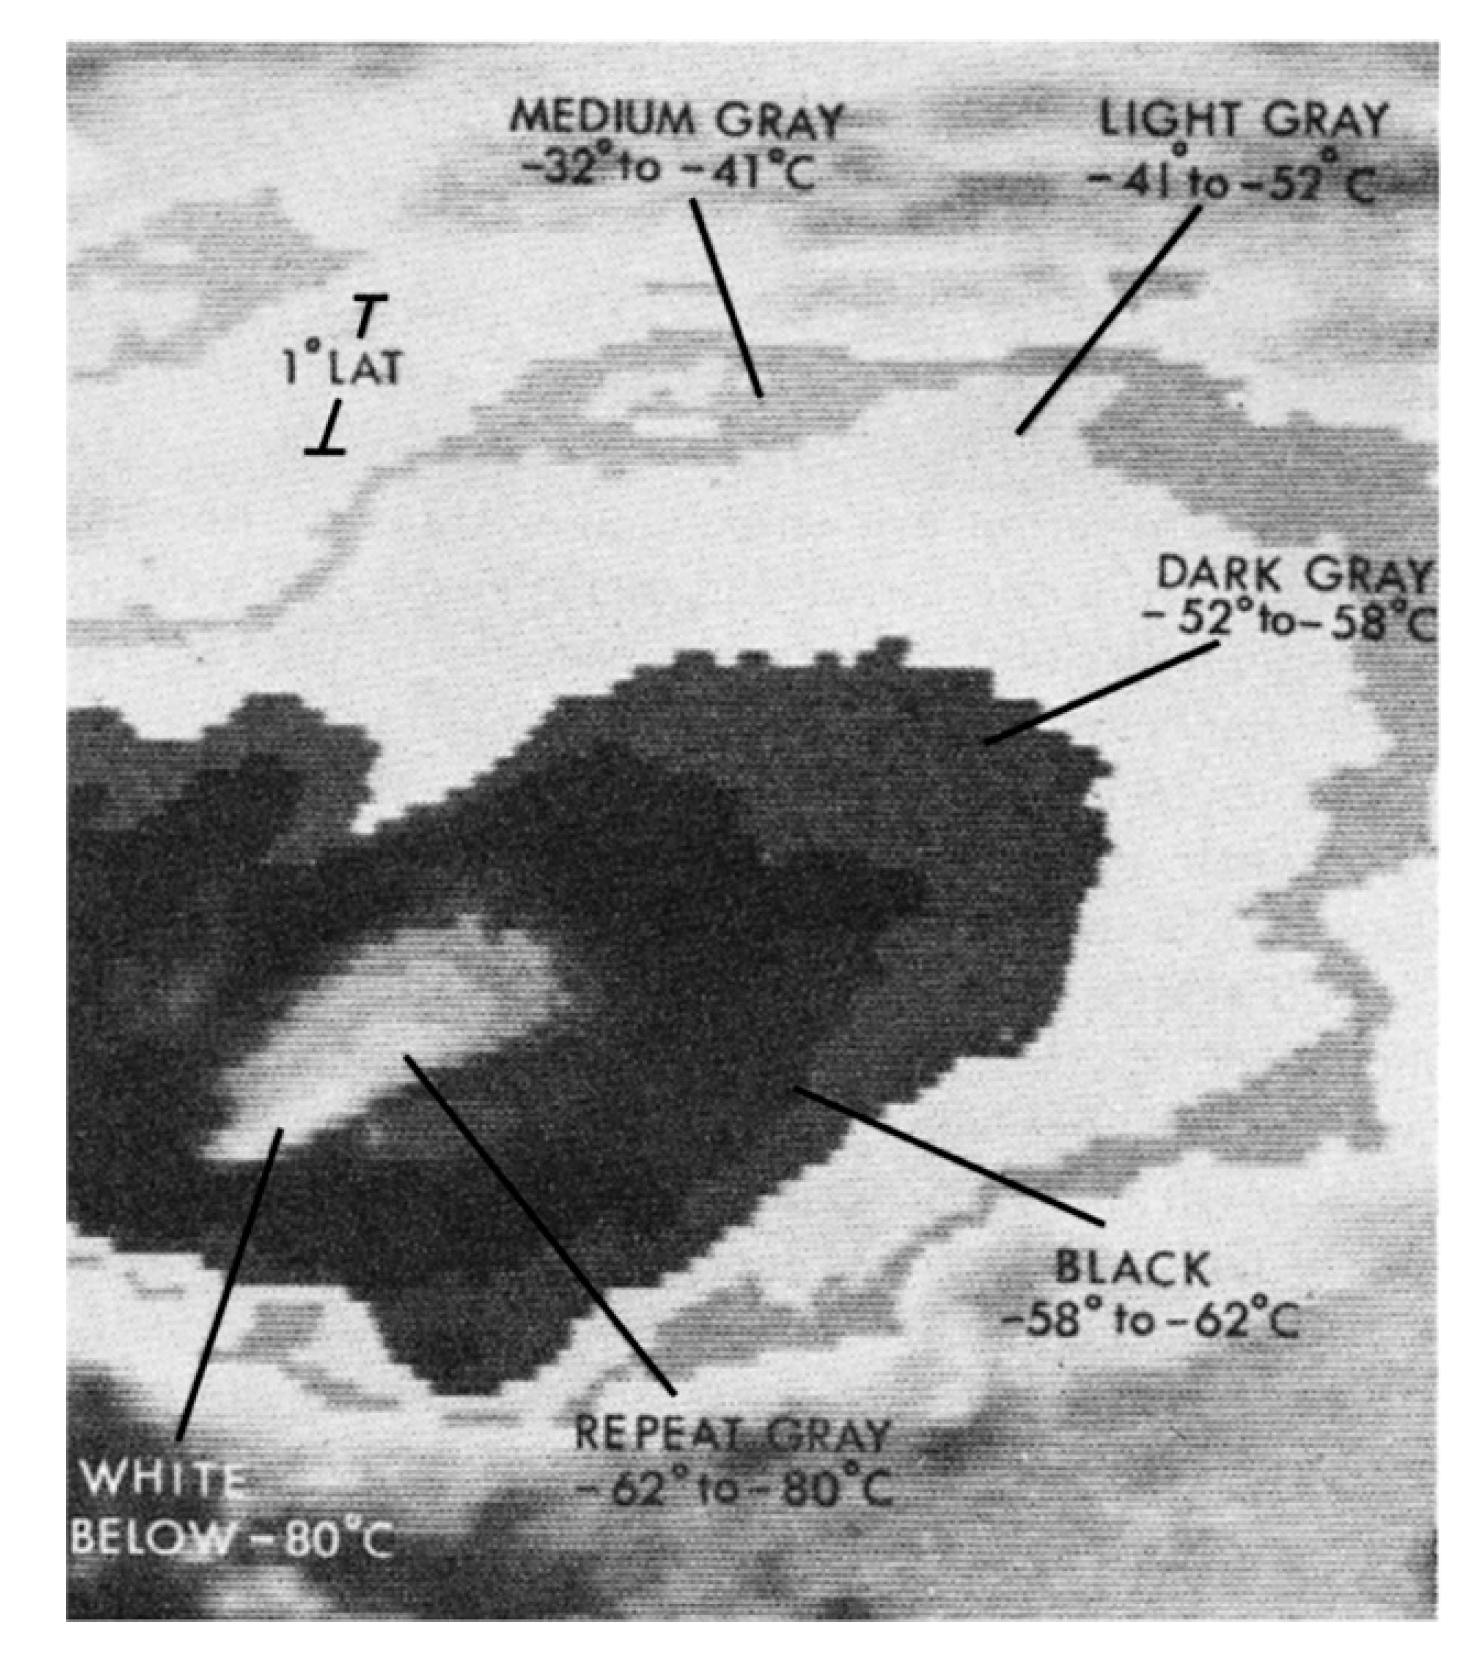 MEDIUM GRAY
-32° to -41°C
LIGHT GRAY
-41° to -52°C
1° LAT
DARK GRAY
-52° to -58°C
BLACK
-58° to -62°C
REPEAT GRAY
-62° to -80°C
WHITE
BELOW -80°C